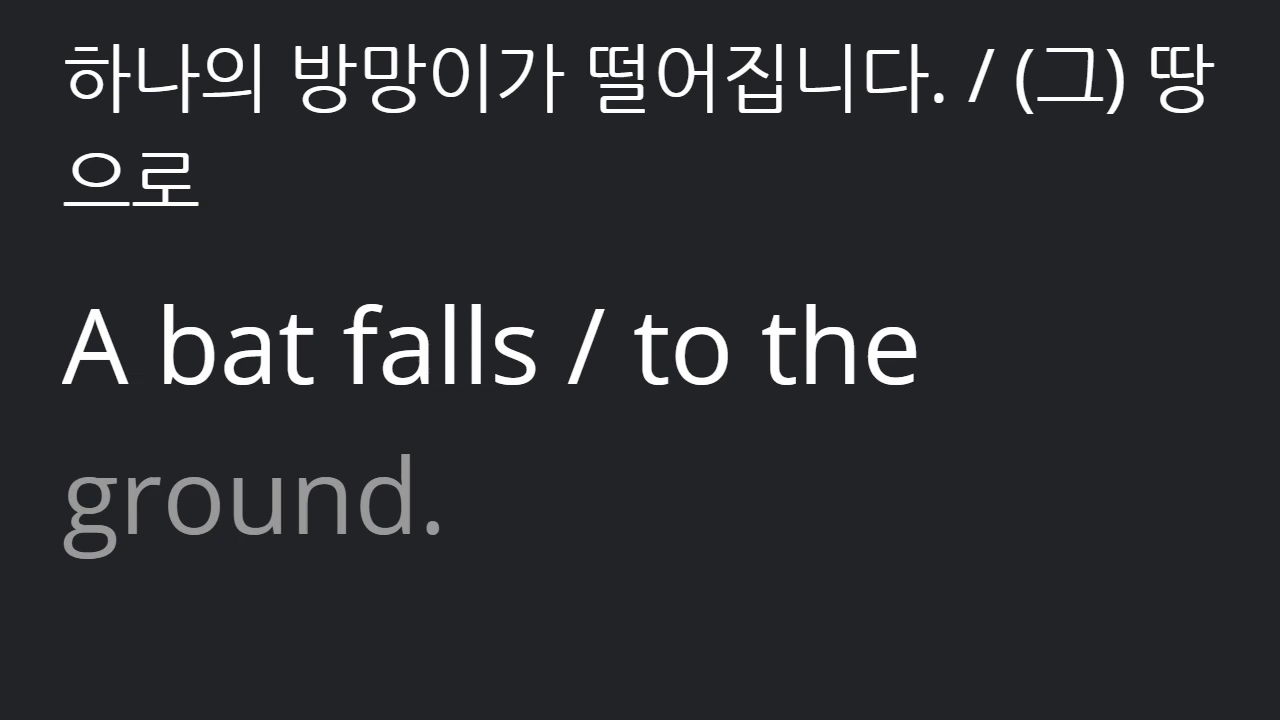 하나의 방망이가 떨어집니다. / (그) 땅
으로
A bat falls / to the
ground.